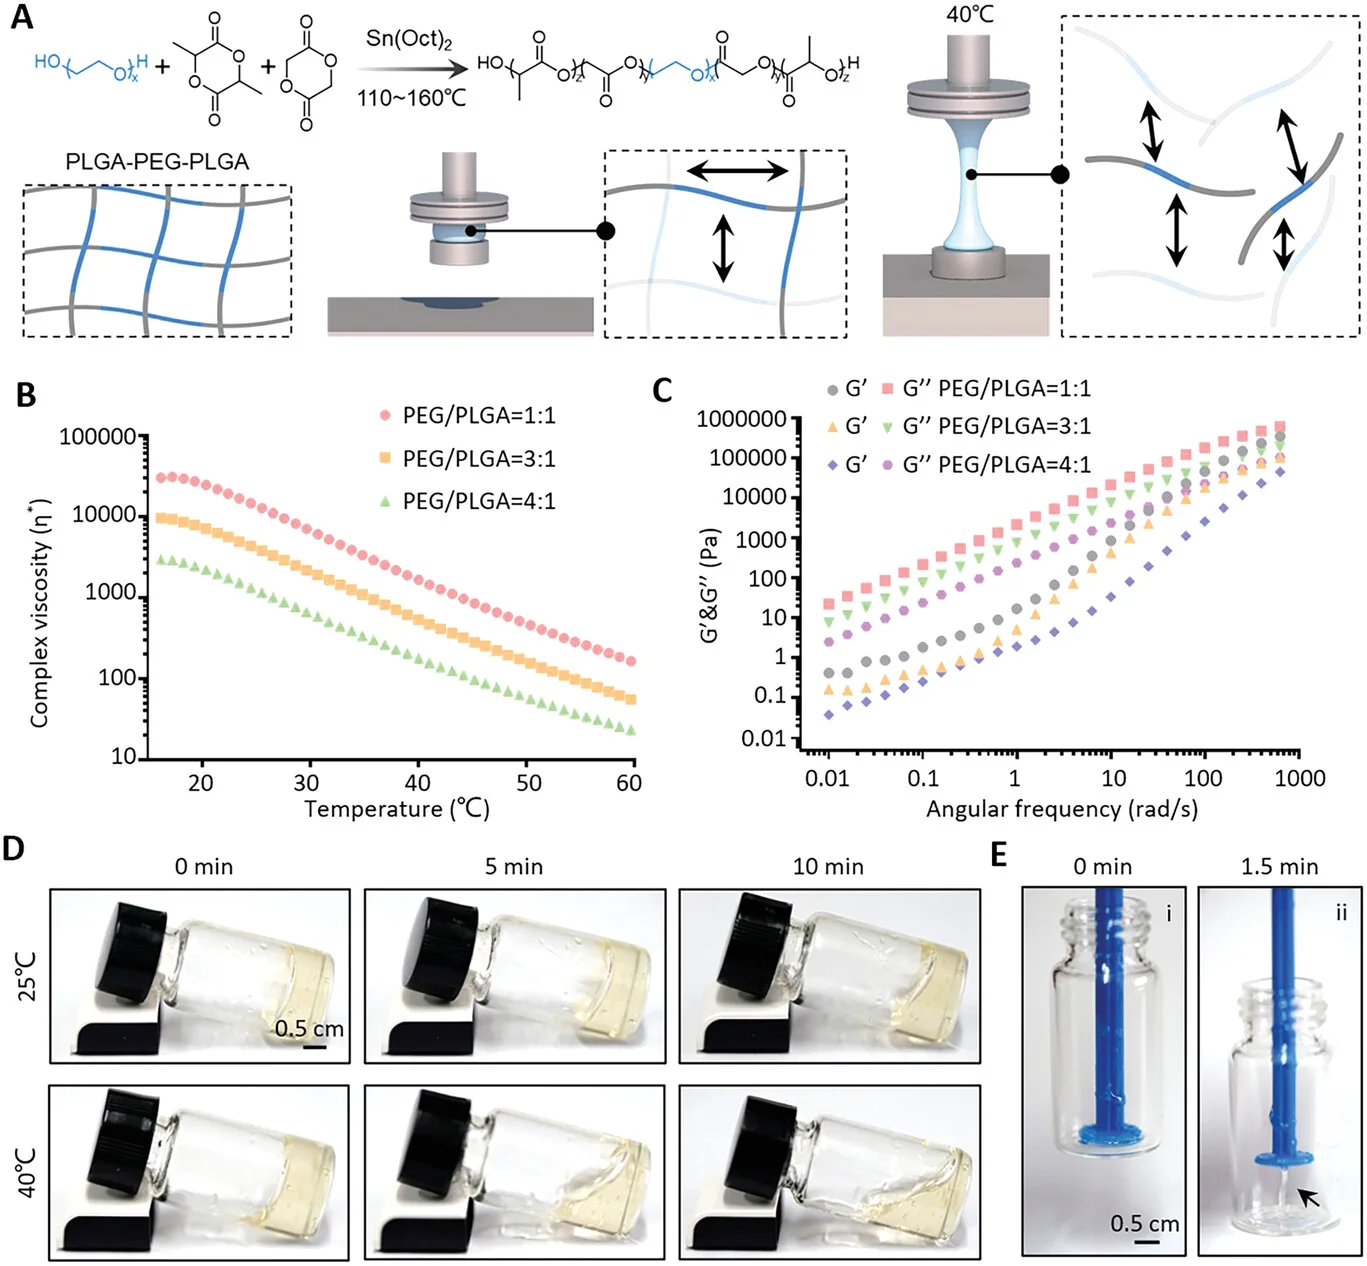 A
HO
O
x
H
+
O
O
O
O
+
O
O
O
O
Sn(Oct)₂
110~160℃
HO
O
O
z
O
O
y
O
x
O
O
y
O
O
z
H
PLGA-PEG-PLGA
40℃
B
PEG/PLGA=1:1
PEG/PLGA=3:1
PEG/PLGA=4:1
Complex viscosity (η*)
100000
10000
1000
100
10
20 30 40 50 60
Temperature (℃)
C
G′ G′′ PEG/PLGA=1:1
G′ G′′ PEG/PLGA=3:1
G′ G′′ PEG/PLGA=4:1
G′&G′′ (Pa)
1000000
100000
10000
1000
100
10
1
0.1
0.01
0.01 0.1 1 10 100 1000
Angular frequency (rad/s)
D
0 min 5 min 10 min
25℃
0.5 cm
40℃
E
0 min 1.5 min
i
ii
0.5 cm